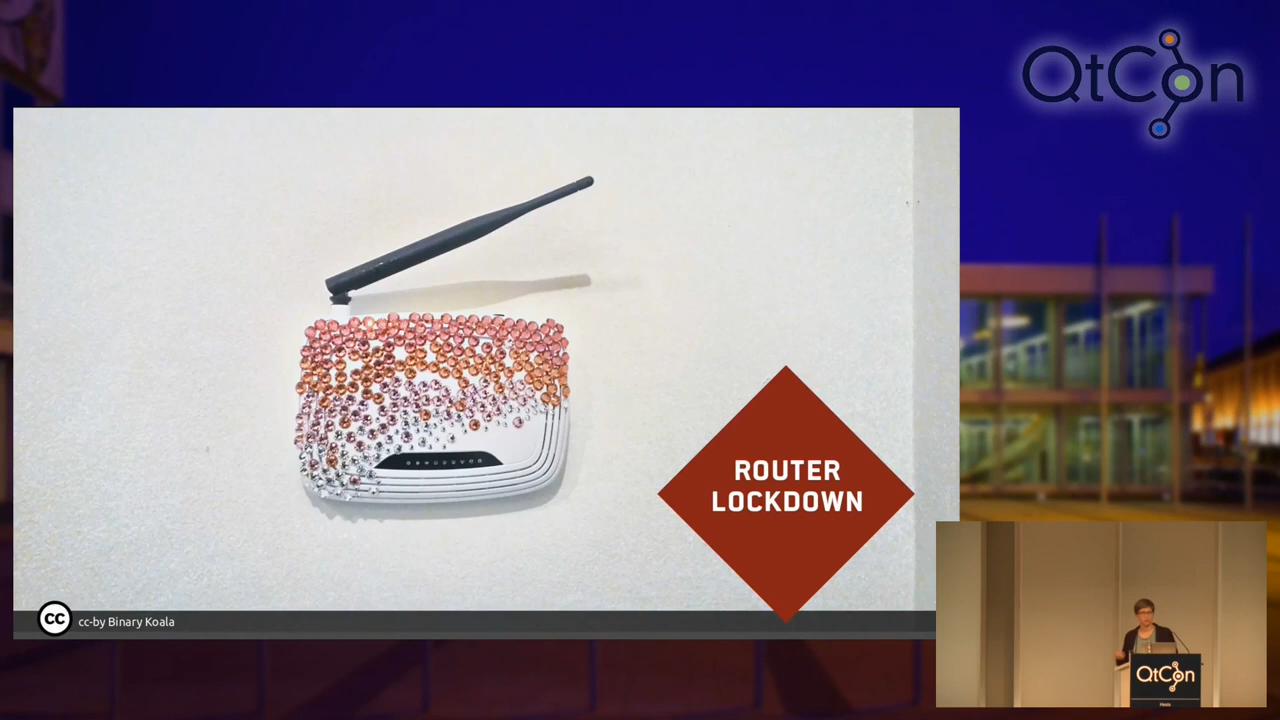 QtCon
ROUTER
LOCKDOWN
cc
cc-by Binary Koala
QtCon